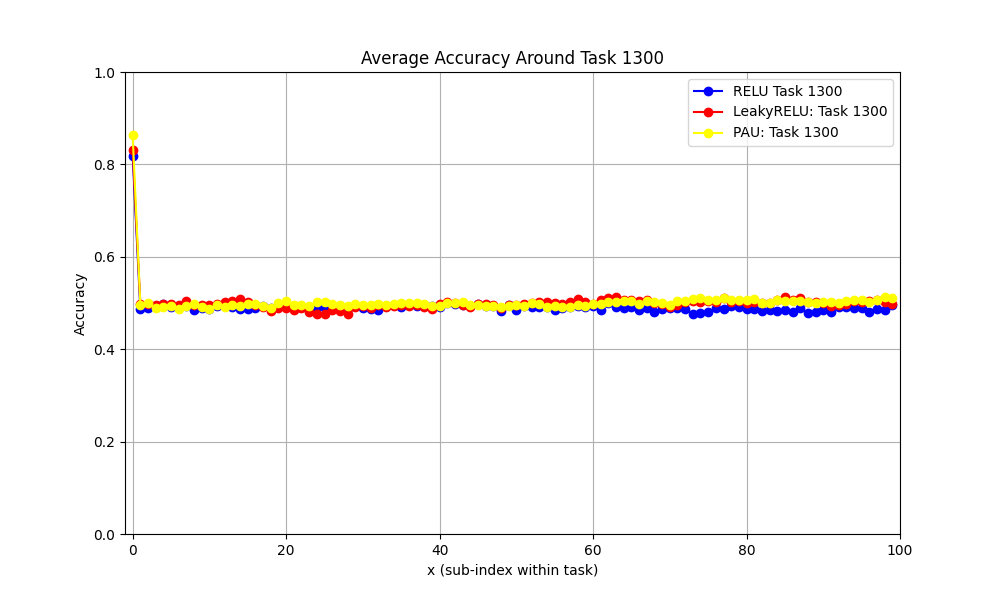 Average Accuracy Around Task 1300
1.0
0.8
0.6
0.4
0.2
0.0
Accuracy
RELU Task 1300
LeakyRELU: Task 1300
PAU: Task 1300
0 20 40 60 80 100
x (sub-index within task)